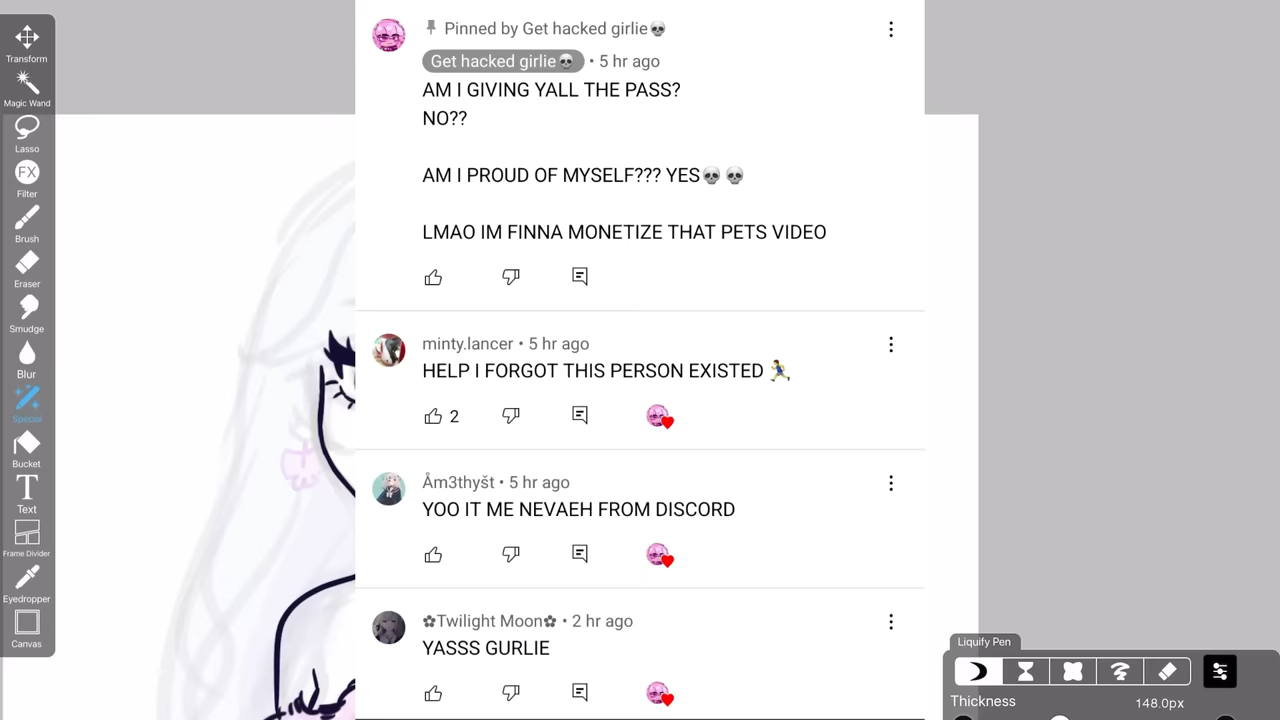 Transform
Magic Wand
Lasso
FX
Filter
Brush
Eraser
Smudge
Blur
Special
Bucket
T
Text
Frame Divider
Eyedropper
Canvas
Pinned by Get hacked girlie💀
Get hacked girlie💀 • 5 hr ago
AM I GIVING YALL THE PASS?
NO??
AM I PROUD OF MYSELF??? YES💀💀
LMAO IM FINNA MONETIZE THAT PETS VIDEO
minty.lancer • 5 hr ago
HELP I FORGOT THIS PERSON EXISTED 🏃
2
Åm3thyšt • 5 hr ago
YOO IT ME NEVAEH FROM DISCORD
✿Twilight Moon✿ • 2 hr ago
YASSS GURLIE
Liquify Pen
Thickness
148.0px